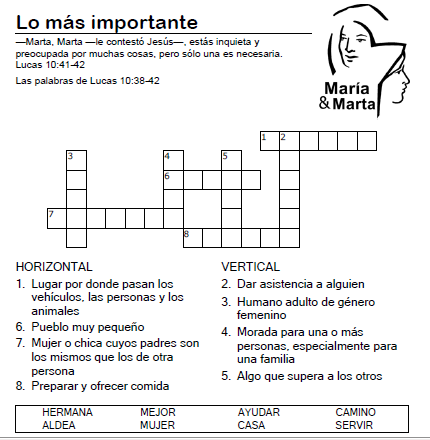 Lo más importante
—Marta, Marta —le contestó Jesús—, estás inquieta y
preocupada por muchas cosas, pero sólo una es necesaria.
Lucas 10:41-42
Las palabras de Lucas 10:38-42
María
& Marta
1 2
3 4 5
6
7
8
HORIZONTAL
1. Lugar por donde pasan los
vehículos, las personas y los
animales
6. Pueblo muy pequeño
7. Mujer o chica cuyos padres son
los mismos que los de otra
persona
8. Preparar y ofrecer comida
VERTICAL
2. Dar asistencia a alguien
3. Humano adulto de género
femenino
4. Morada para una o más
personas, especialmente para
una familia
5. Algo que supera a los otros
HERMANA MEJOR AYUDAR CAMINO
ALDEA MUJER CASA SERVIR